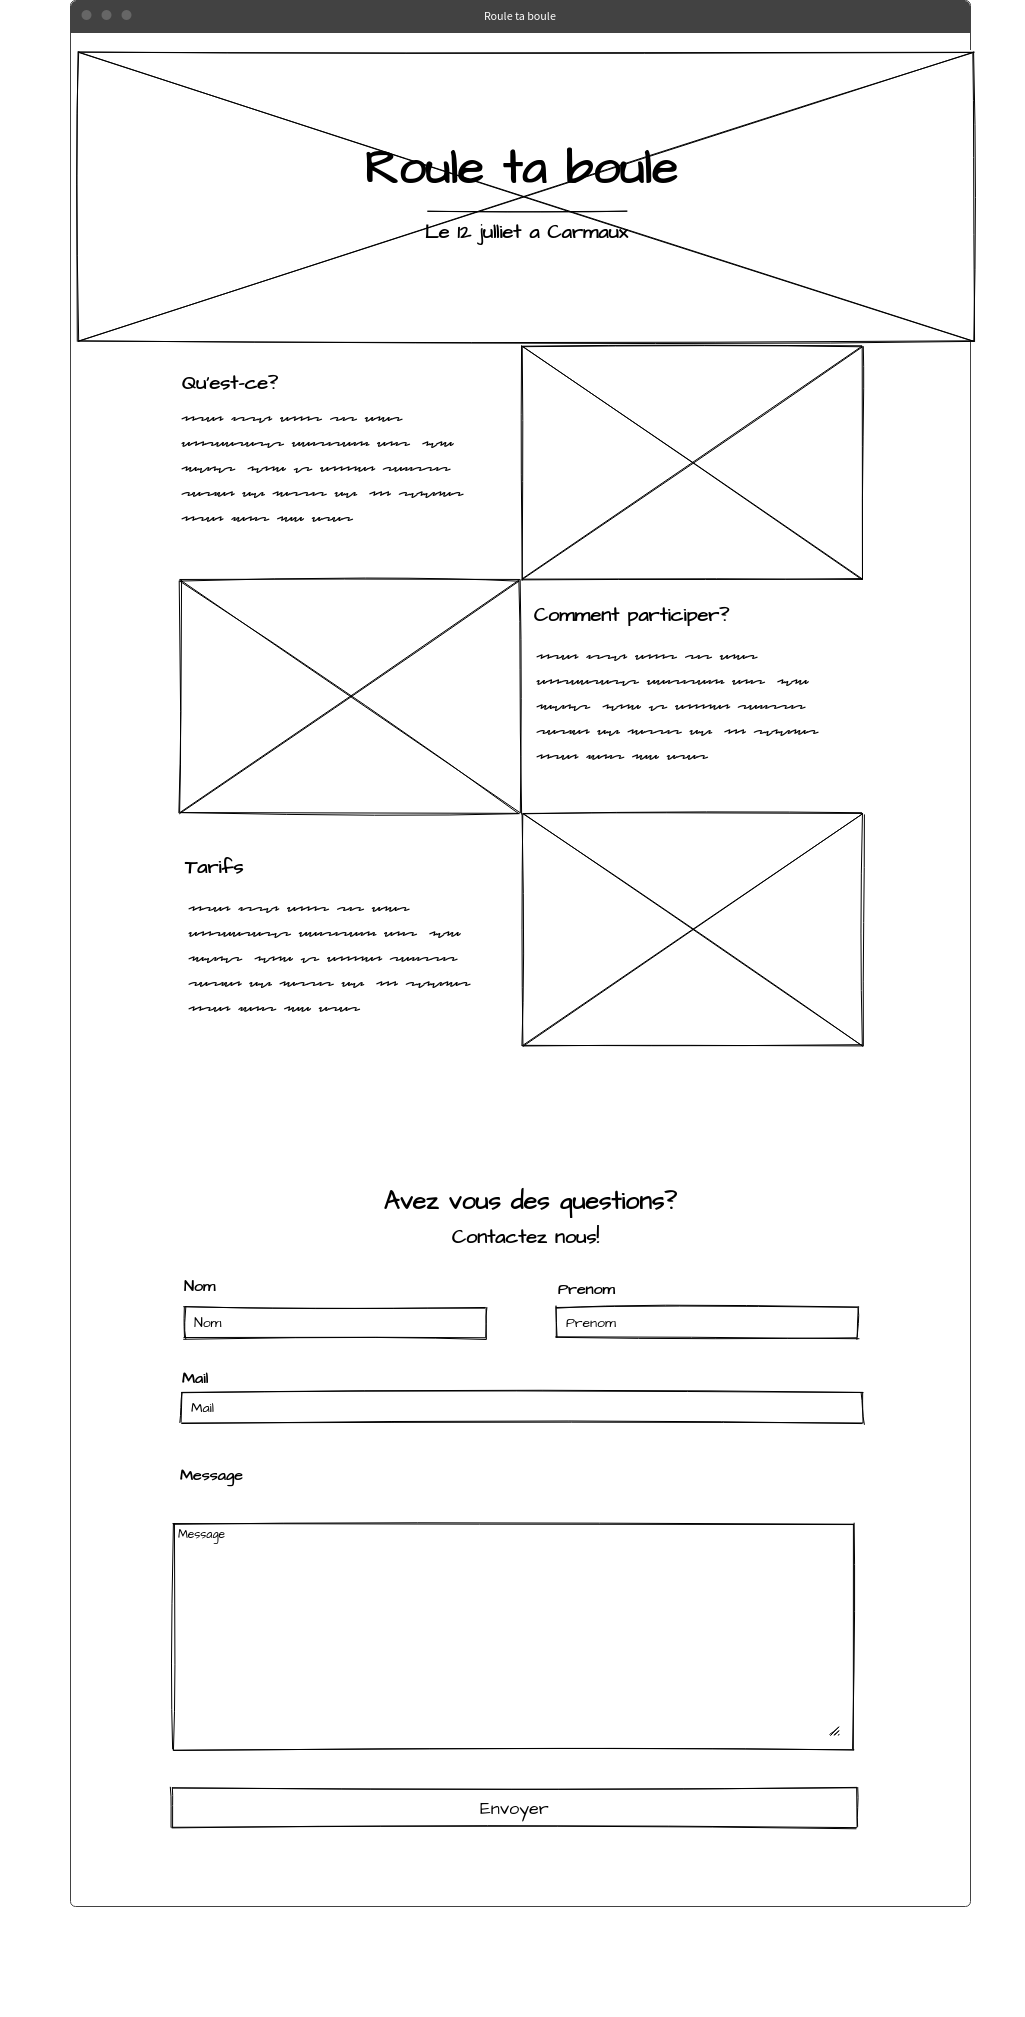 Roule ta boule
Roule ta boule
Le 12 julliet a Carmaux
Qu'est-ce?
Comment participer?
Tarifs
Avez vous des questions?
Contactez nous!
Nom
Prenom
Nom
Prenom
Mail
Mail
Message
Message
Envoyer